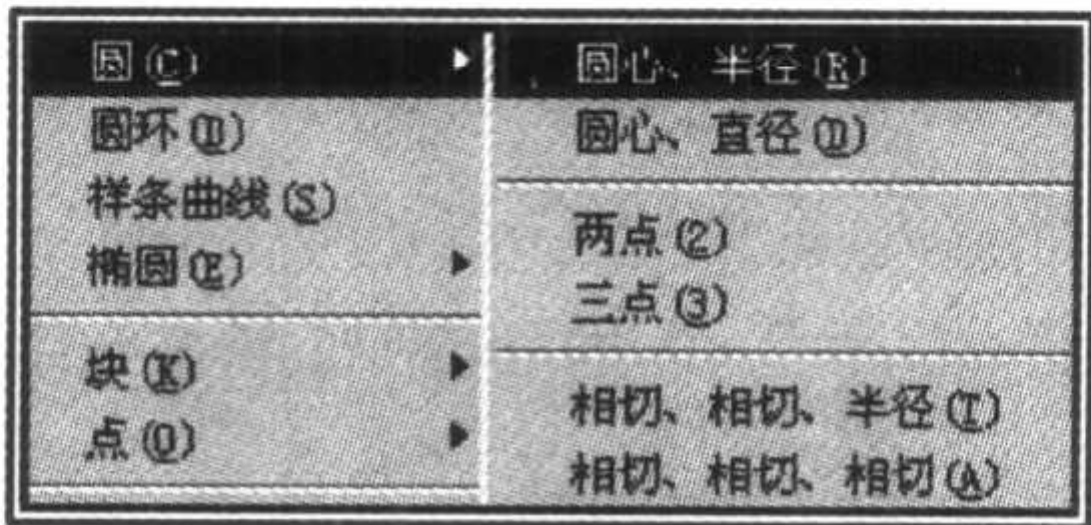 圆(C)
圆环(D)
样条曲线(S)
椭圆(E)
块(K)
点(O)
圆心、半径(R)
圆心、直径(D)
两点(2)
三点(3)
相切、相切、半径(T)
相切、相切、相切(A)